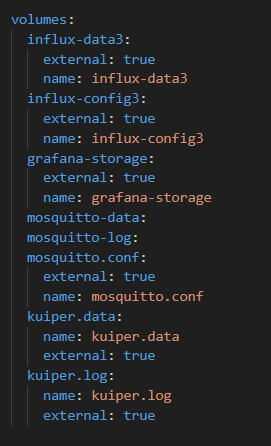 volumes:
  influx-data3:
    external: true
    name: influx-data3
  influx-config3:
    external: true
    name: influx-config3
  grafana-storage:
    external: true
    name: grafana-storage
  mosquitto-data:
  mosquitto-log:
  mosquitto.conf:
    external: true
    name: mosquitto.conf
  kuiper.data:
    name: kuiper.data
    external: true
  kuiper.log:
    name: kuiper.log
    external: true